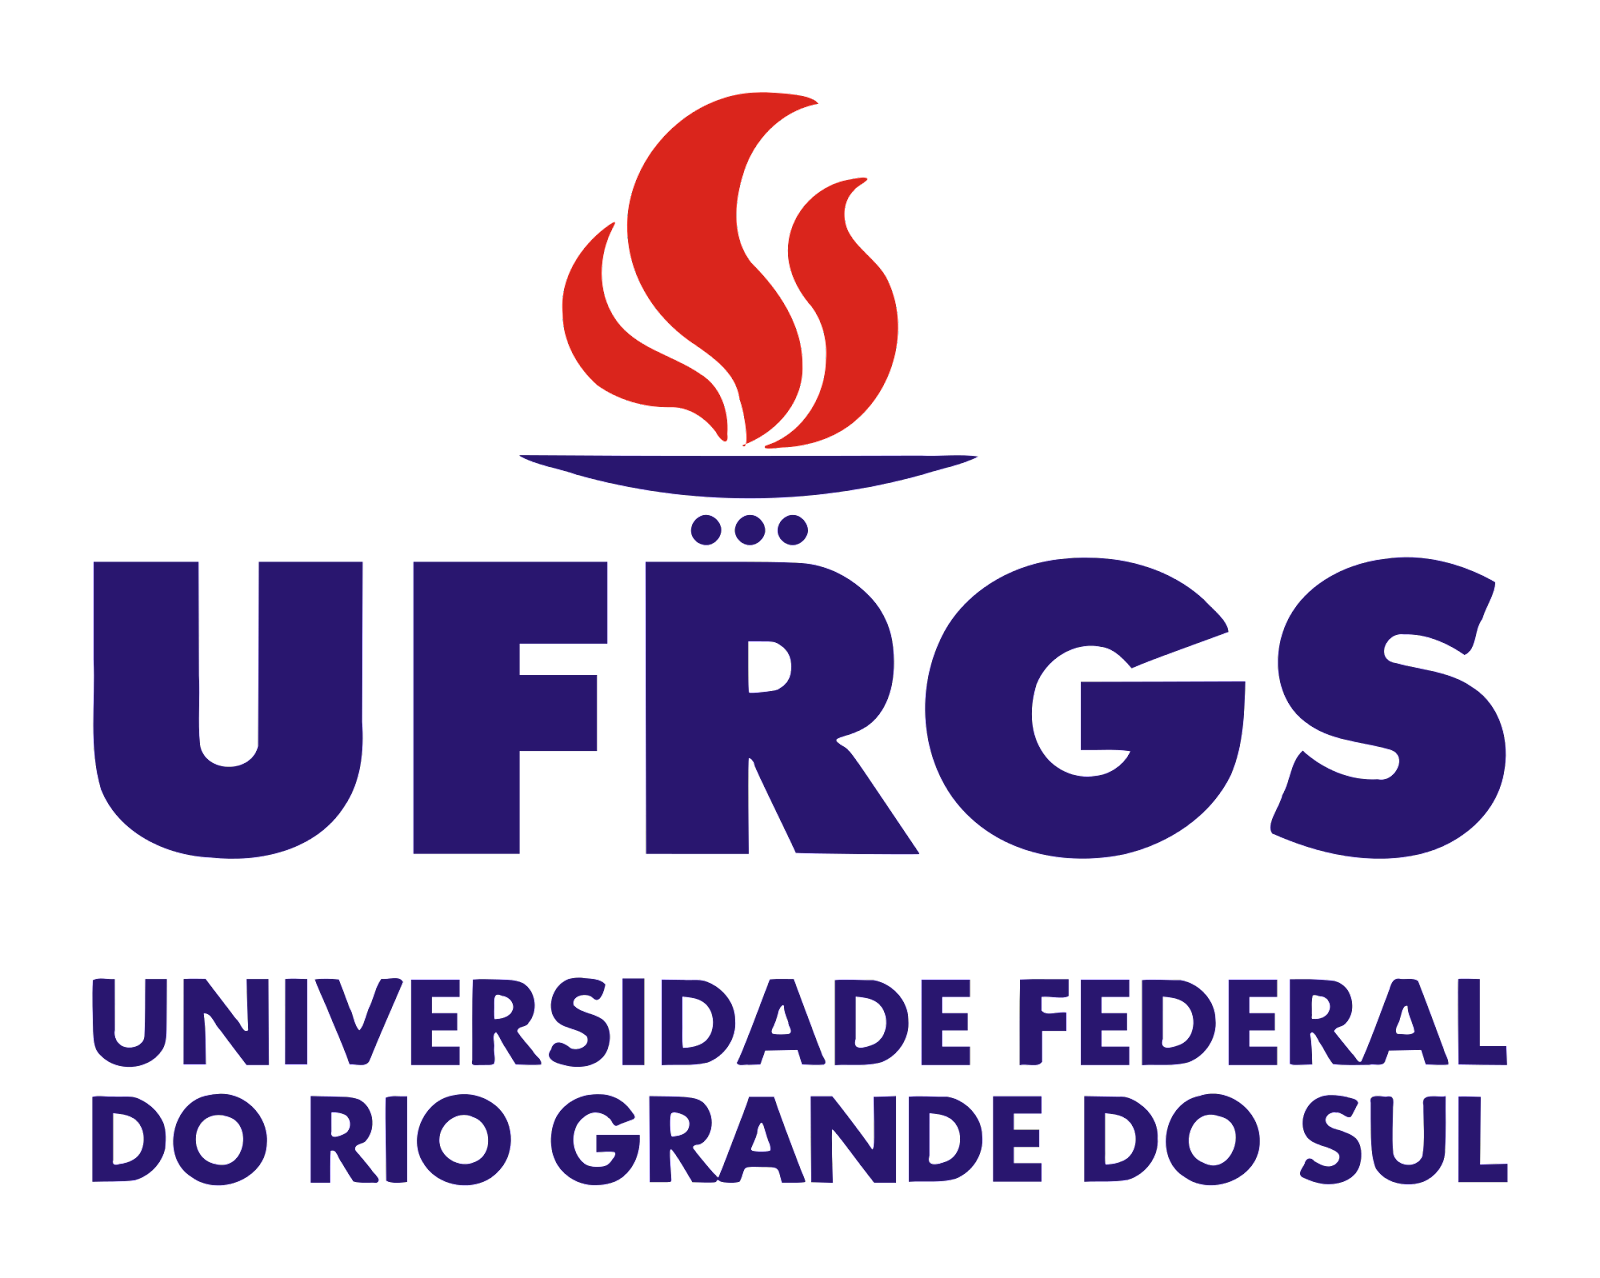 UFRGS
UNIVERSIDADE FEDERAL
DO RIO GRANDE DO SUL